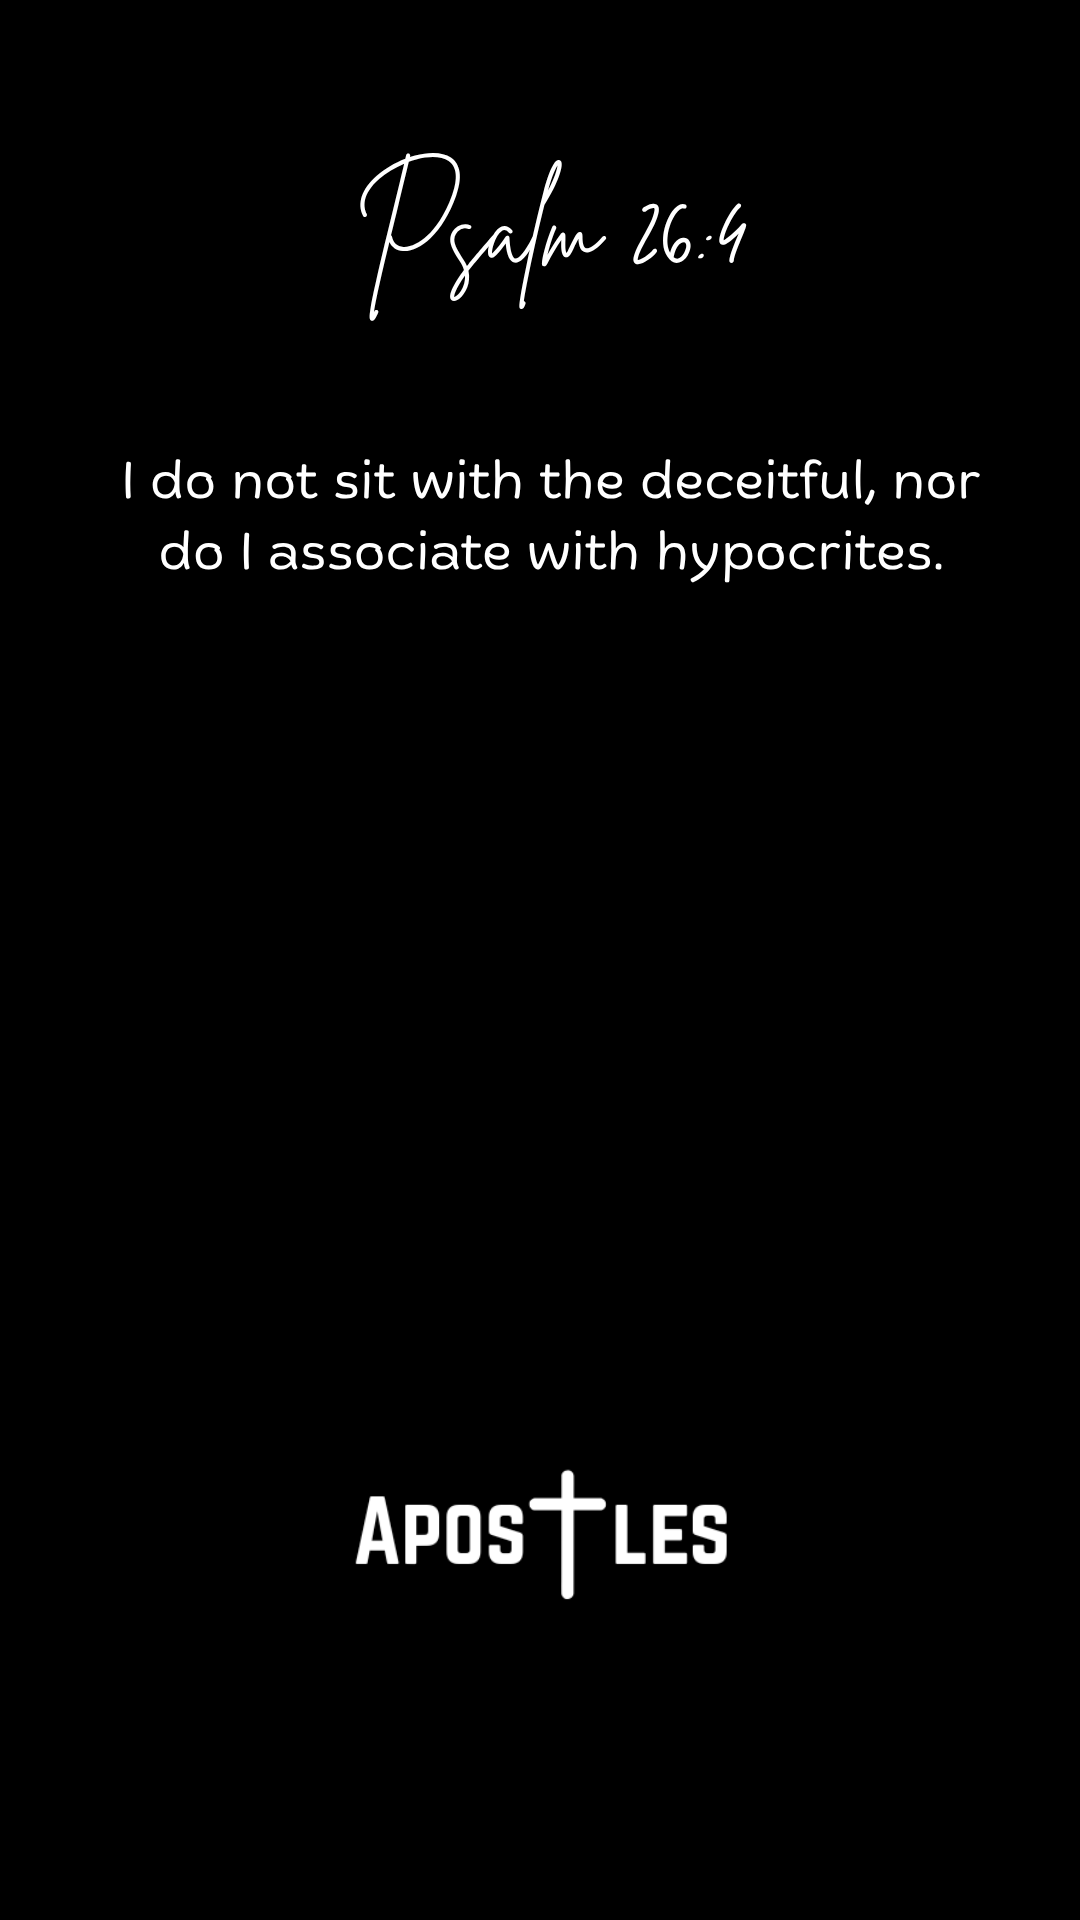 Psalm 26:4
I do not sit with the deceitful, nor
do I associate with hypocrites.
APOSTLES